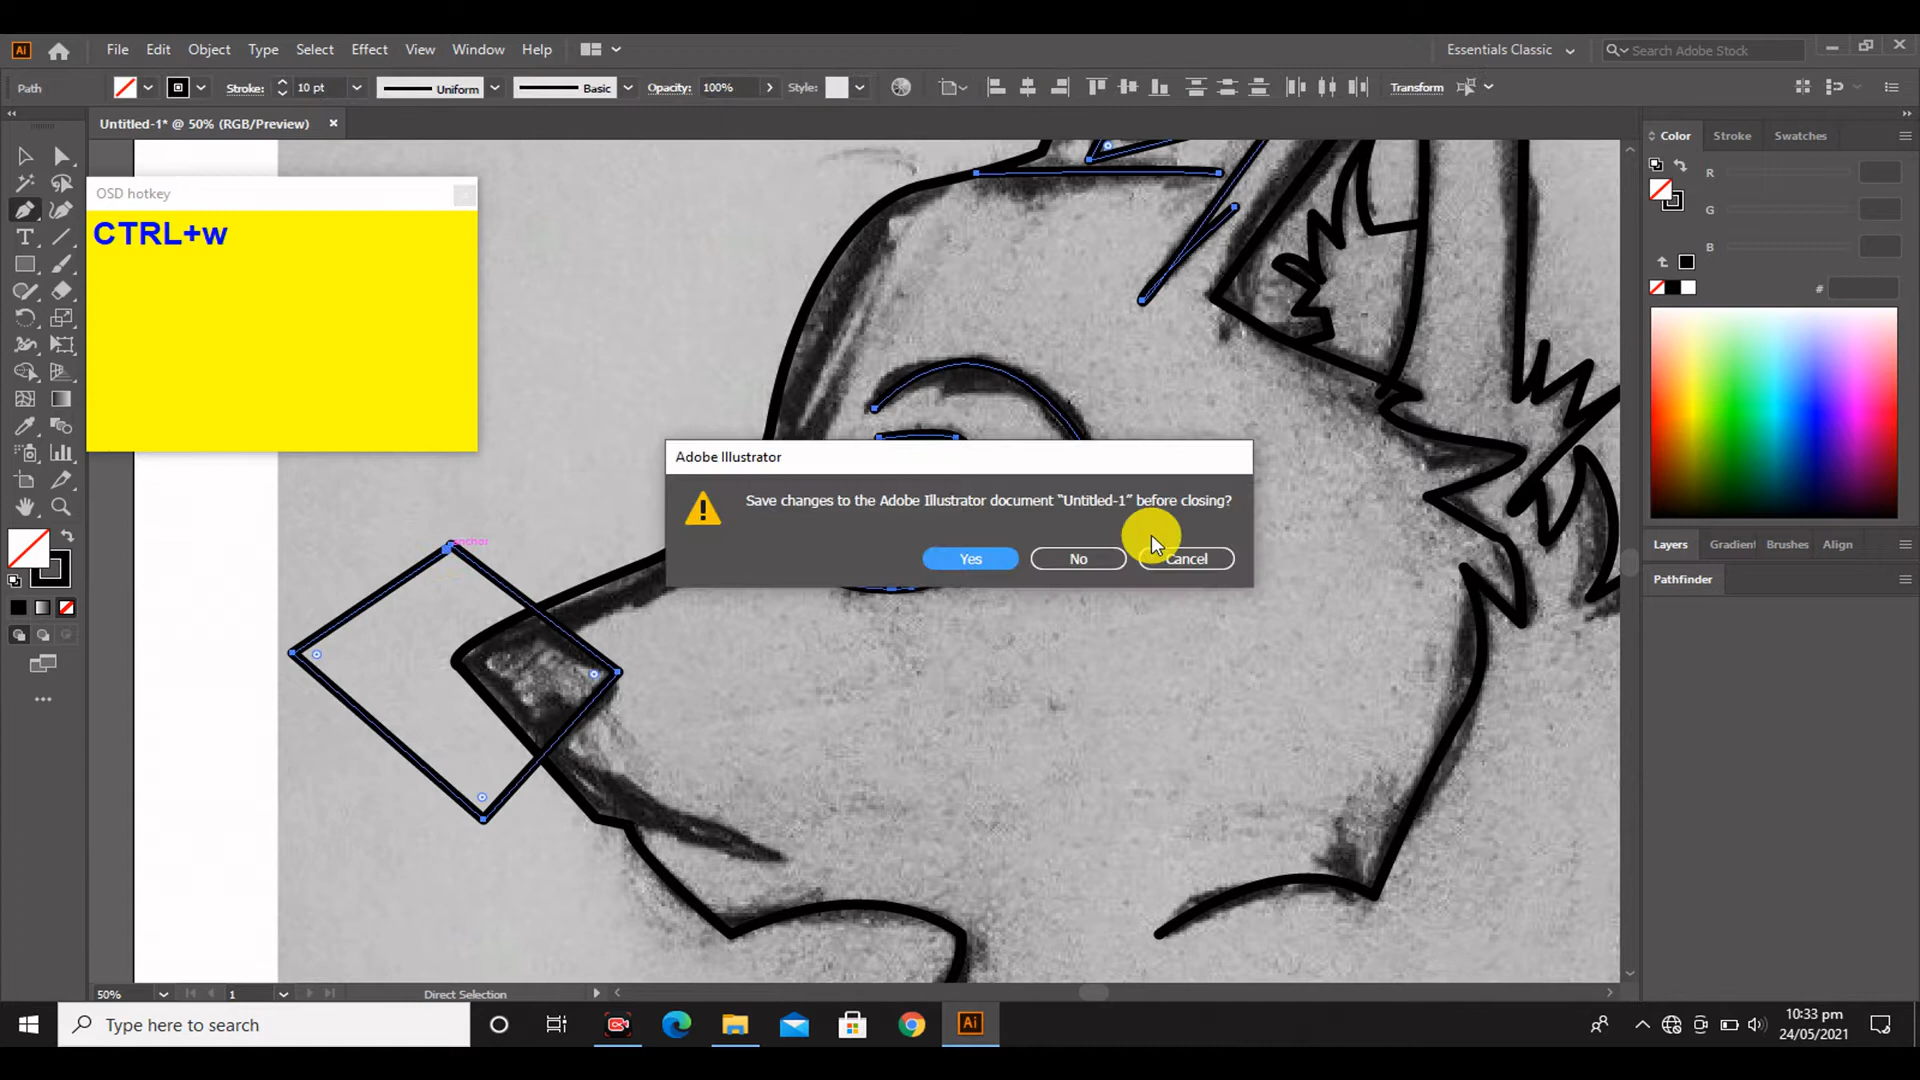 Ai File Edit Object Type Select Effect View Window Help Essentials Classic Search Adobe Stock
Path Stroke: 10 pt Uniform Basic Opacity: 100% Style: Transform
Untitled-1* @ 50% (RGB/Preview) ×
Color Stroke Swatches
OSD hotkey
CTRL+w
R
G
B
#
Adobe Illustrator
Save changes to the Adobe Illustrator document “Untitled-1” before closing?
Yes No Cancel
anchor
Layers Gradient Brushes Align
Pathfinder
50% 1 Direct Selection
Type here to search
Ai
10:33 pm
24/05/2021